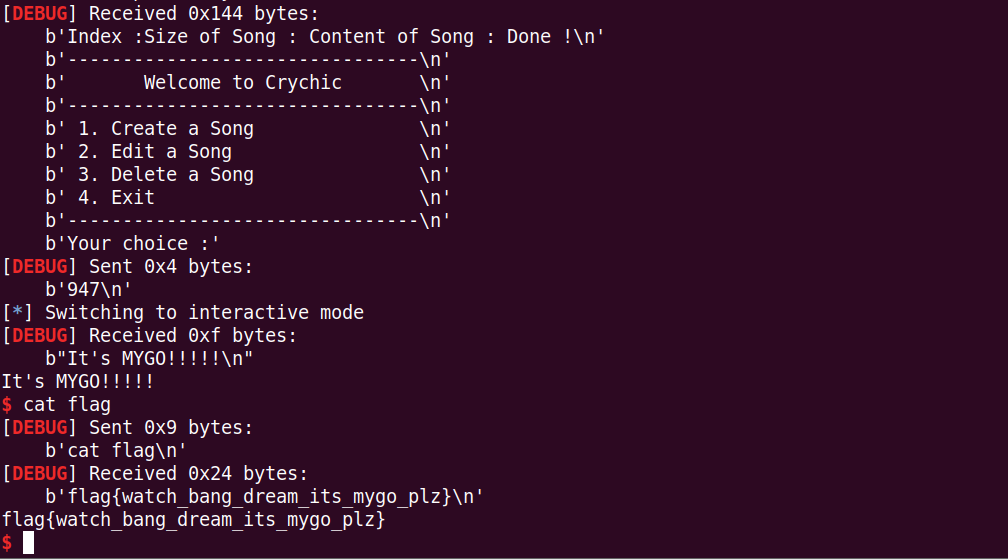 [DEBUG] Received 0x144 bytes:
    b'Index :Size of Song : Content of Song : Done !\n'
    b'--------------------------------\n'
    b'       Welcome to Crychic       \n'
    b'--------------------------------\n'
    b' 1. Create a Song               \n'
    b' 2. Edit a Song                 \n'
    b' 3. Delete a Song               \n'
    b' 4. Exit                        \n'
    b'--------------------------------\n'
    b'Your choice :'
[DEBUG] Sent 0x4 bytes:
    b'947\n'
[*] Switching to interactive mode
[DEBUG] Received 0xf bytes:
    b"It's MYGO!!!!!\n"
It's MYGO!!!!!
$ cat flag
[DEBUG] Sent 0x9 bytes:
    b'cat flag\n'
[DEBUG] Received 0x24 bytes:
    b'flag{watch_bang_dream_its_mygo_plz}\n'
flag{watch_bang_dream_its_mygo_plz}
$